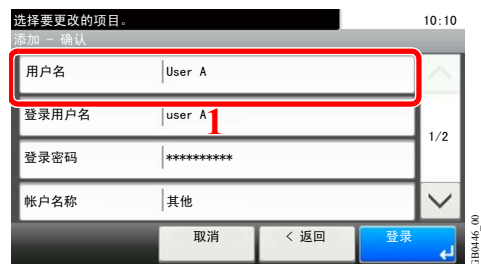 选择要更改的项目。 10:10
添加 - 确认
用户名 User A
登录用户名 user A
1
1/2
登录密码 **********
帐户名称 其他
取消 < 返回 登录
GB0446_00